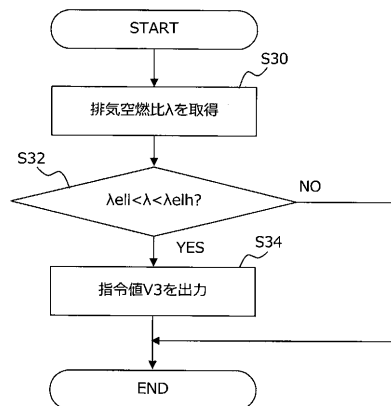 START
S30
排気空燃比λを取得
S32
λeli<λ<λelh?
NO
YES
S34
指令値V3を出力
END